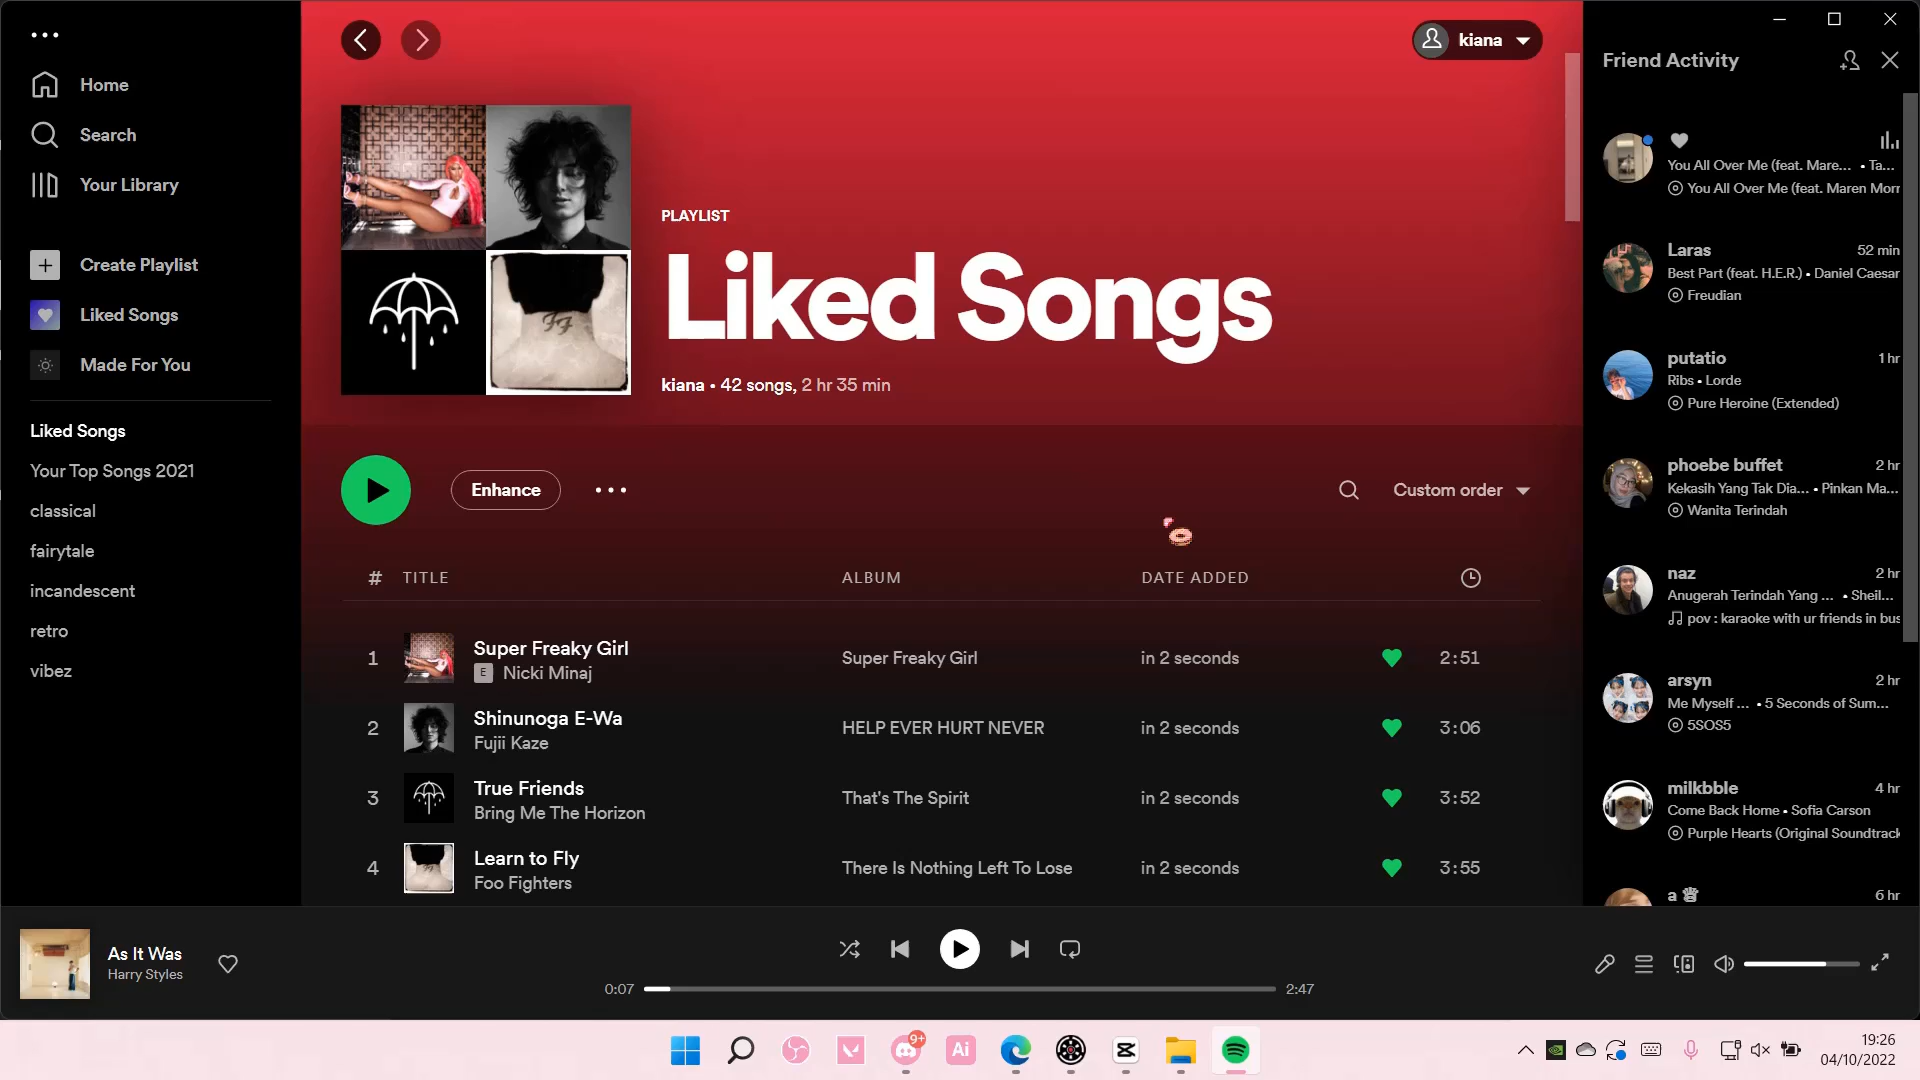 Home
Search
Your Library
Create Playlist
Liked Songs
Made For You
Liked Songs
Your Top Songs 2021
classical
fairytale
incandescent
retro
vibez
kiana
PLAYLIST
Liked Songs
kiana • 42 songs, 2 hr 35 min
Enhance
Custom order
# TITLE ALBUM DATE ADDED
1 Super Freaky Girl Super Freaky Girl in 2 seconds 2:51
E Nicki Minaj
2 Shinunoga E-Wa HELP EVER HURT NEVER in 2 seconds 3:06
Fujii Kaze
3 True Friends That's The Spirit in 2 seconds 3:52
Bring Me The Horizon
4 Learn to Fly There Is Nothing Left To Lose in 2 seconds 3:55
Foo Fighters
Friend Activity
You All Over Me (feat. Mare... • Ta...
You All Over Me (feat. Maren Morr
Laras 52 min
Best Part (feat. H.E.R.) • Daniel Caesar
Freudian
putatio 1 hr
Ribs • Lorde
Pure Heroine (Extended)
phoebe buffet 2 hr
Kekasih Yang Tak Dia... • Pinkan Ma...
Wanita Terindah
naz 2 hr
Anugerah Terindah Yang ... • Sheil...
pov : karaoke with ur friends in bus
arsyn 2 hr
Me Myself ... • 5 Seconds of Sum...
5SOS5
milkbble 4 hr
Come Back Home • Sofia Carson
Purple Hearts (Original Soundtrack
a 6 hr
As It Was
Harry Styles
0:07 2:47
9+
Ai
19:26
04/10/2022